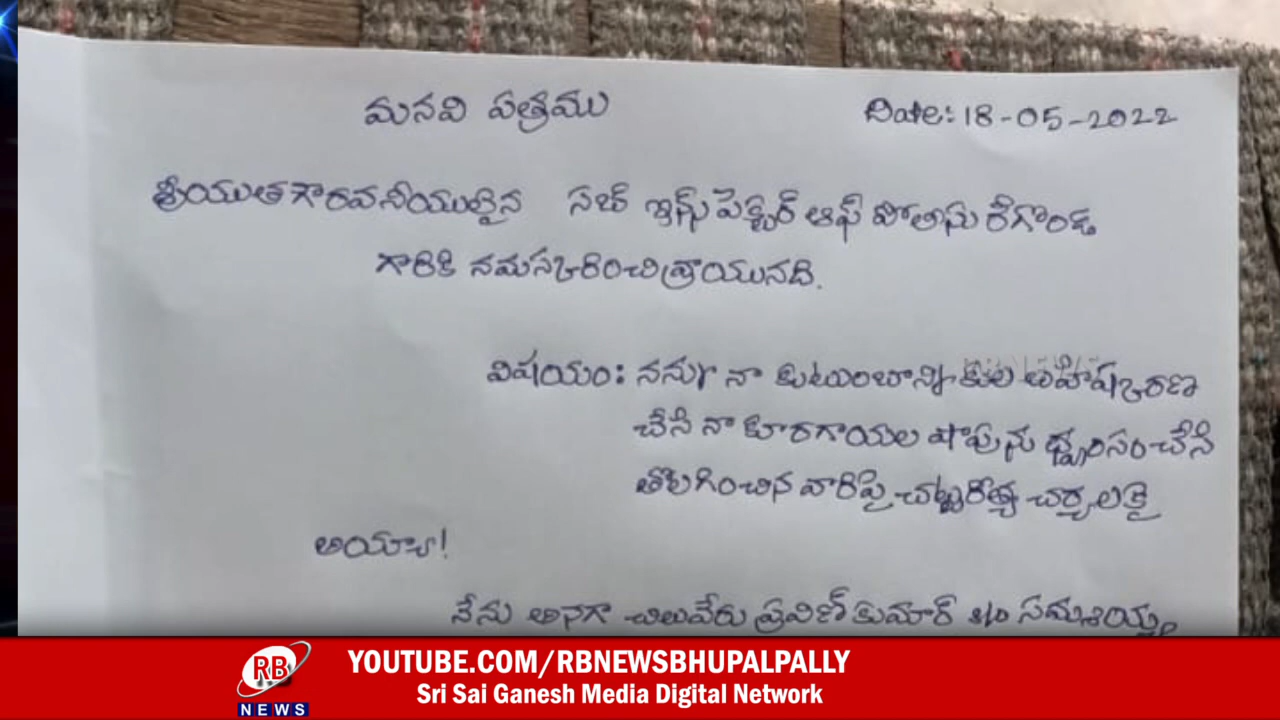 మనవి పత్రము Date: 18-05-2022
శ్రీయుత గౌరవనీయులైన సబ్ ఇన్స్ పెక్టర్ ఆఫ్ పోలీసు రేగొండ
గారికి నమస్కరించి వ్రాయునది.
విషయం: నన్ను నా కుటుంబాన్ని కుల బహిష్కరణ
చేసి నా కూరగాయల షాపును ధ్వంసం చేసి
తొలగించిన వారిపై చట్టరీత్య చర్యలకై
అయ్యా!
నేను అనగా చిలువేరు ప్రవీణ్ కుమార్ s/o సమ్మయ్య,
RB
NEWS
YOUTUBE.COM/RBNEWSBHUPALPALLY
Sri Sai Ganesh Media Digital Network